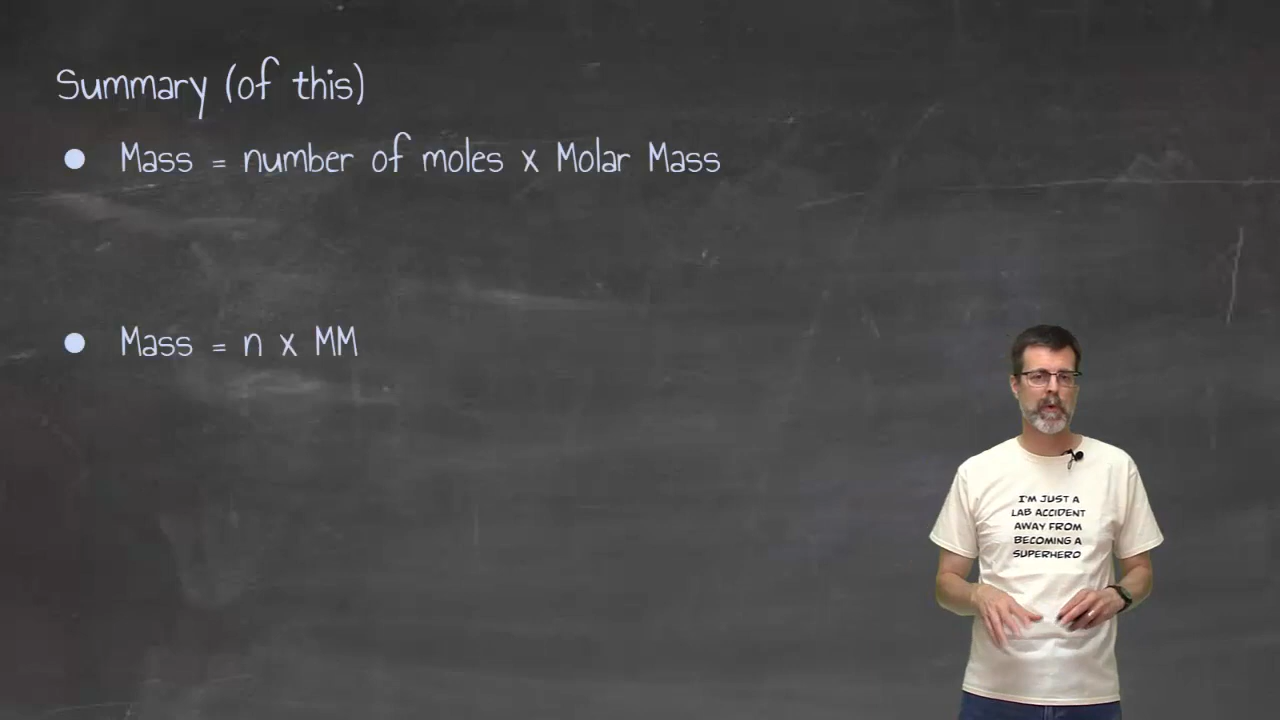 Summary (of this)
● Mass = number of moles x Molar Mass
● Mass = n x MM
I'M JUST A
LAB ACCIDENT
AWAY FROM
BECOMING A
SUPERHERO